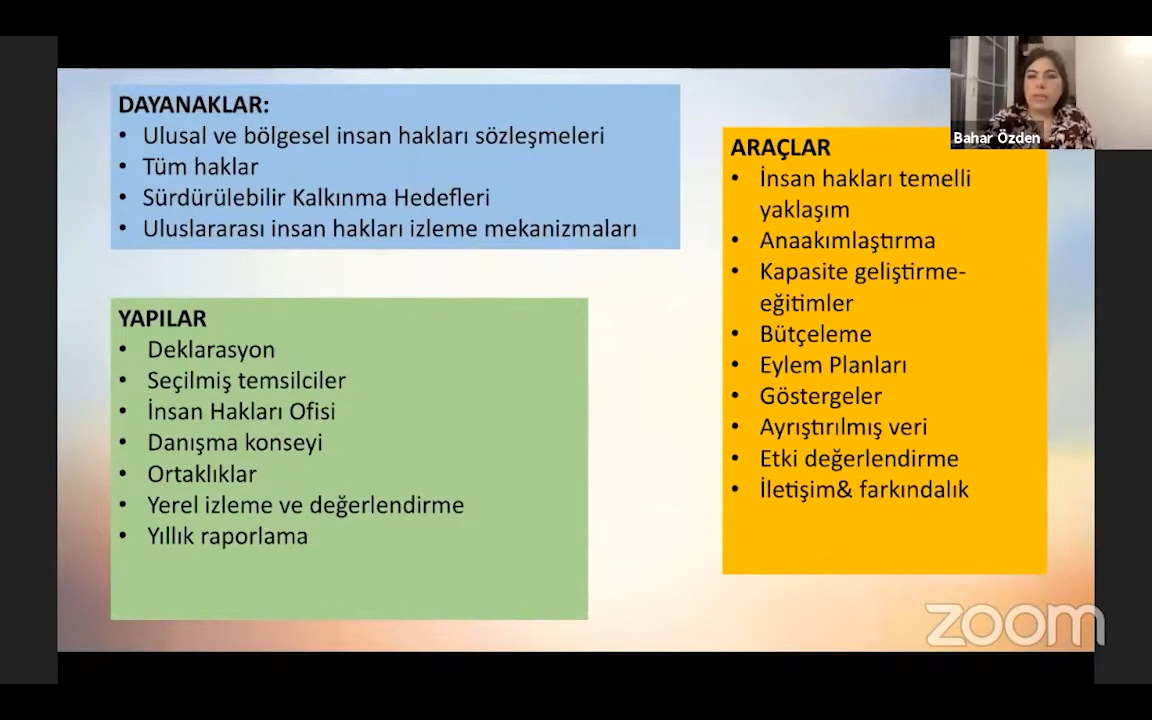 DAYANAKLAR:
• Ulusal ve bölgesel insan hakları sözleşmeleri
• Tüm haklar
• Sürdürülebilir Kalkınma Hedefleri
• Uluslararası insan hakları izleme mekanizmaları
YAPILAR
• Deklarasyon
• Seçilmiş temsilciler
• İnsan Hakları Ofisi
• Danışma konseyi
• Ortaklıklar
• Yerel izleme ve değerlendirme
• Yıllık raporlama
Bahar Özden
ARAÇLAR
• İnsan hakları temelli
yaklaşım
• Anaakımlaştırma
• Kapasite geliştirme-
eğitimler
• Bütçeleme
• Eylem Planları
• Göstergeler
• Ayrıştırılmış veri
• Etki değerlendirme
• İletişim& farkındalık
zoom